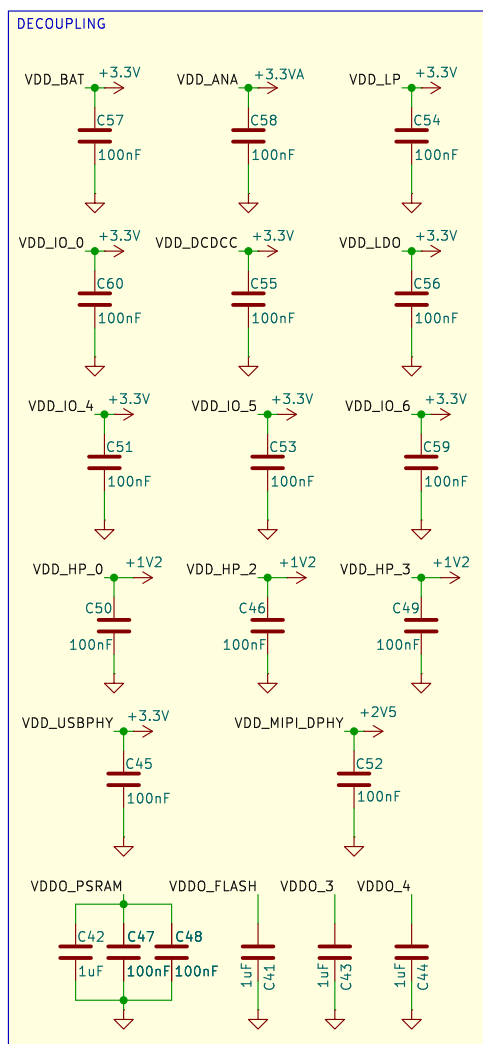 DECOUPLING
VDD_BAT +3.3V
C57
100nF
VDD_ANA +3.3VA
C58
100nF
VDD_LP +3.3V
C54
100nF
VDD_IO_0 +3.3V
C60
100nF
VDD_DCDCC +3.3V
C55
100nF
VDD_LDO +3.3V
C56
100nF
VDD_IO_4 +3.3V
C51
100nF
VDD_IO_5 +3.3V
C53
100nF
VDD_IO_6 +3.3V
C59
100nF
VDD_HP_0 +1V2
C50
100nF
VDD_HP_2 +1V2
C46
100nF
VDD_HP_3 +1V2
C49
100nF
VDD_USBPHY +3.3V
C45
100nF
VDD_MIPI_DPHY +2V5
C52
100nF
VDDO_PSRAM
C42
1uF
C47
100nF
C48
100nF
VDDO_FLASH
1uF
C41
VDDO_3
1uF
C43
VDDO_4
1uF
C44